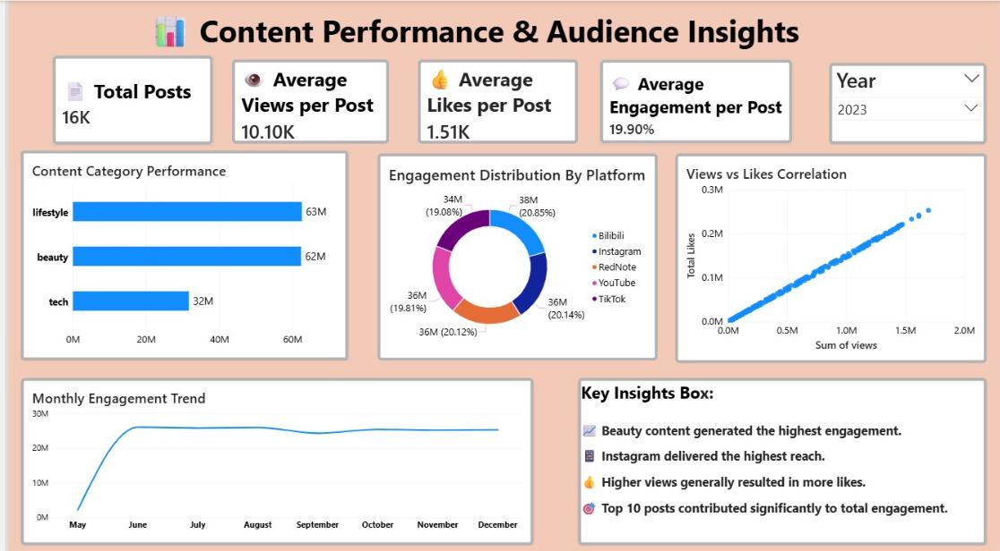 Content Performance & Audience Insights
Total Posts
16K
Average
Views per Post
10.10K
Average
Likes per Post
1.51K
Average
Engagement per Post
19.90%
Year
2023
Content Category Performance
lifestyle
63M
beauty
62M
tech
32M
0M 20M 40M 60M
Engagement Distribution By Platform
34M
(19.08%)
38M
(20.85%)
36M
(19.81%)
36M
(20.14%)
36M (20.12%)
Bilibili
Instagram
RedNote
YouTube
TikTok
Views vs Likes Correlation
Total Likes
0.3M
0.2M
0.1M
0.0M
0.0M 0.5M 1.0M 1.5M 2.0M
Sum of views
Monthly Engagement Trend
30M
20M
10M
0M
May June July August September October November December
Key Insights Box:
Beauty content generated the highest engagement.
Instagram delivered the highest reach.
Higher views generally resulted in more likes.
Top 10 posts contributed significantly to total engagement.